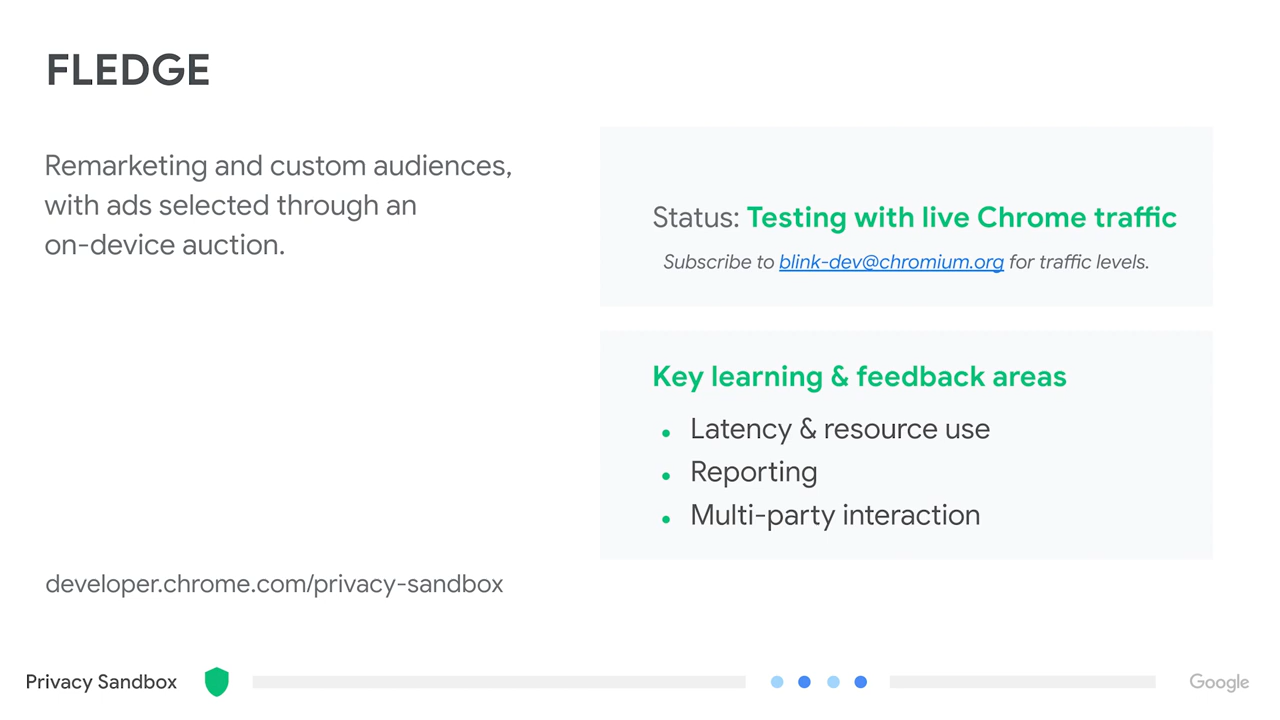 FLEDGE
Remarketing and custom audiences,
with ads selected through an
on-device auction.
Status: Testing with live Chrome traffic
Subscribe to blink-dev@chromium.org for traffic levels.
Key learning & feedback areas
• Latency & resource use
• Reporting
• Multi-party interaction
developer.chrome.com/privacy-sandbox
Privacy Sandbox
Google